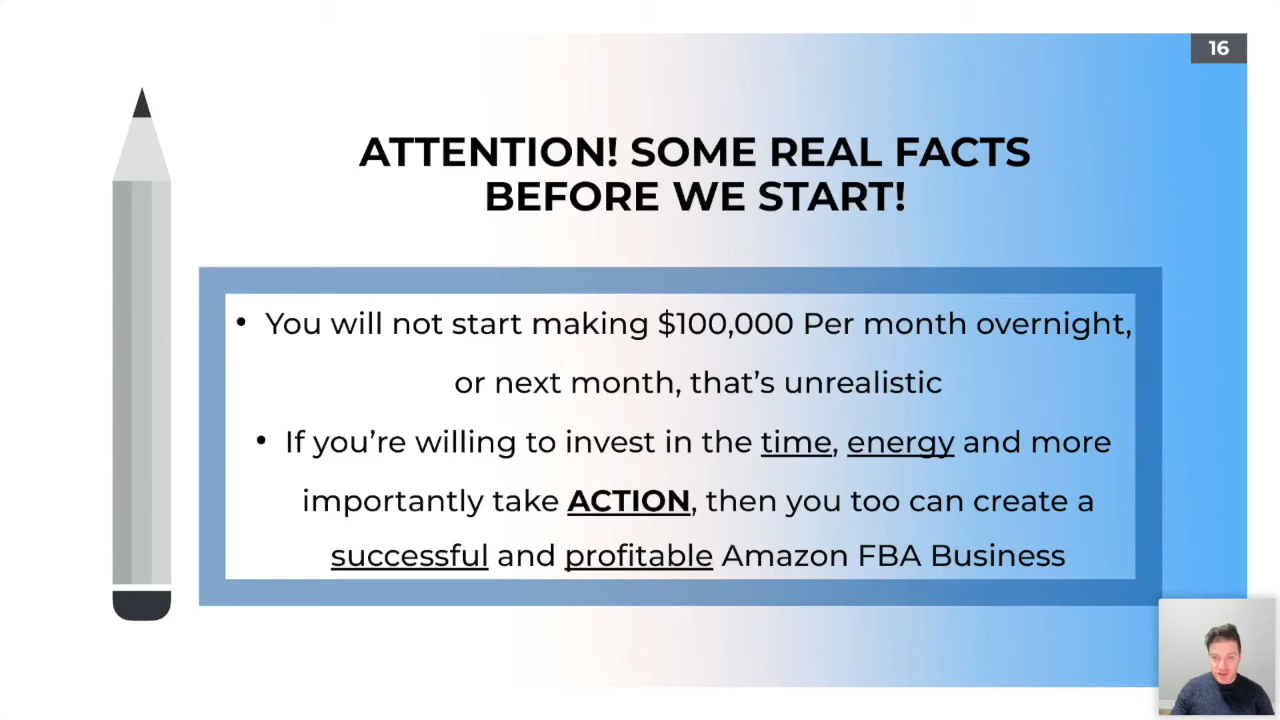 16
ATTENTION! SOME REAL FACTS
BEFORE WE START!
• You will not start making $100,000 Per month overnight,
or next month, that’s unrealistic
• If you’re willing to invest in the time, energy and more
importantly take ACTION, then you too can create a
successful and profitable Amazon FBA Business